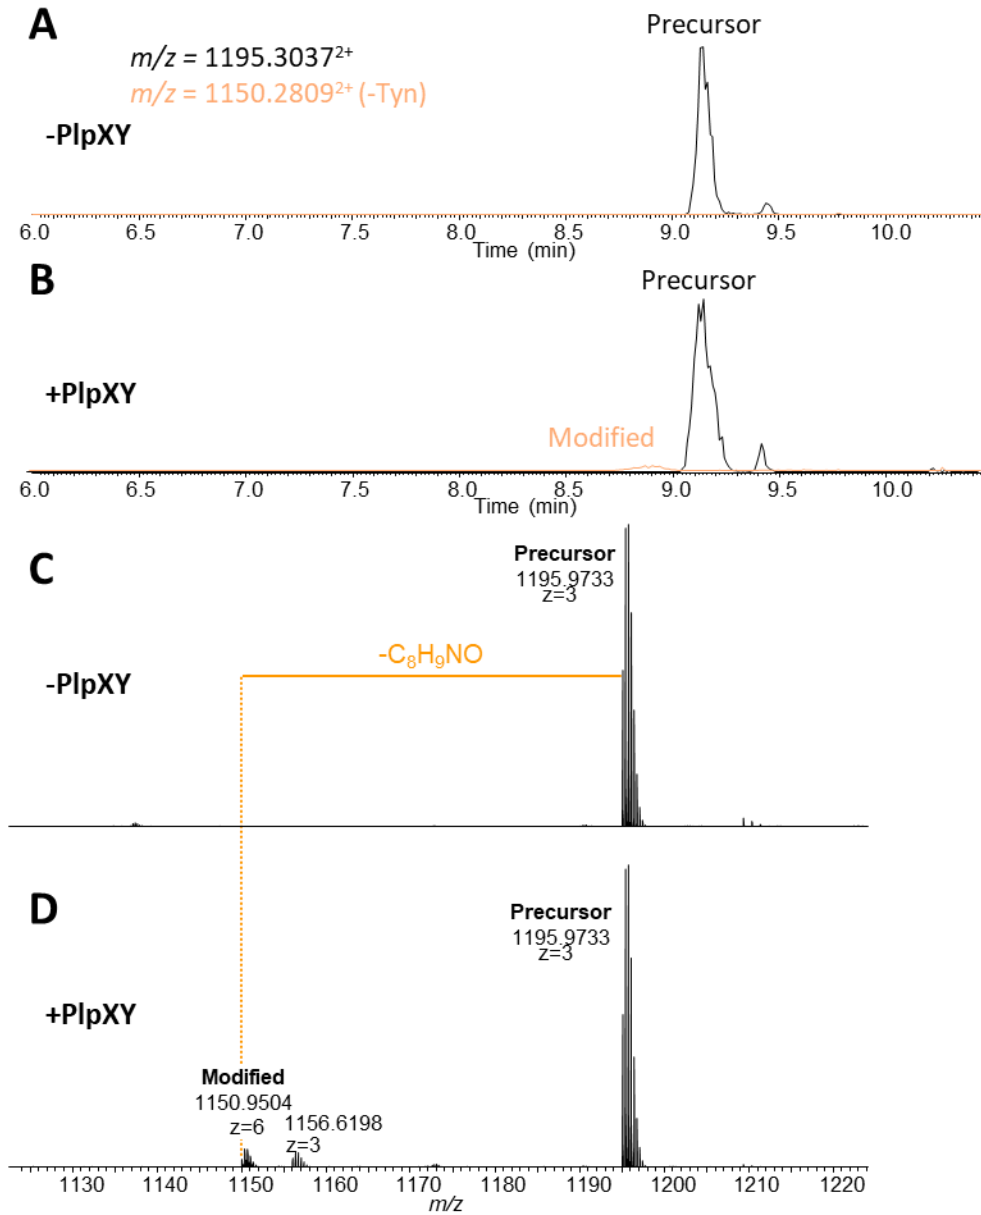 A
m/z = 1195.3037²⁺
m/z = 1150.2809²⁺ (-Tyn)
Precursor
-PlpXY
6.0 6.5 7.0 7.5 8.0 8.5 9.0 9.5 10.0
Time (min)
B
Precursor
+PlpXY
Modified
6.0 6.5 7.0 7.5 8.0 8.5 9.0 9.5 10.0
Time (min)
C
Precursor
1195.9733
z=3
-C₈H₉NO
-PlpXY
D
Precursor
1195.9733
z=3
+PlpXY
Modified
1150.9504
z=6
1156.6198
z=3
1130 1140 1150 1160 1170 1180 1190 1200 1210 1220
m/z